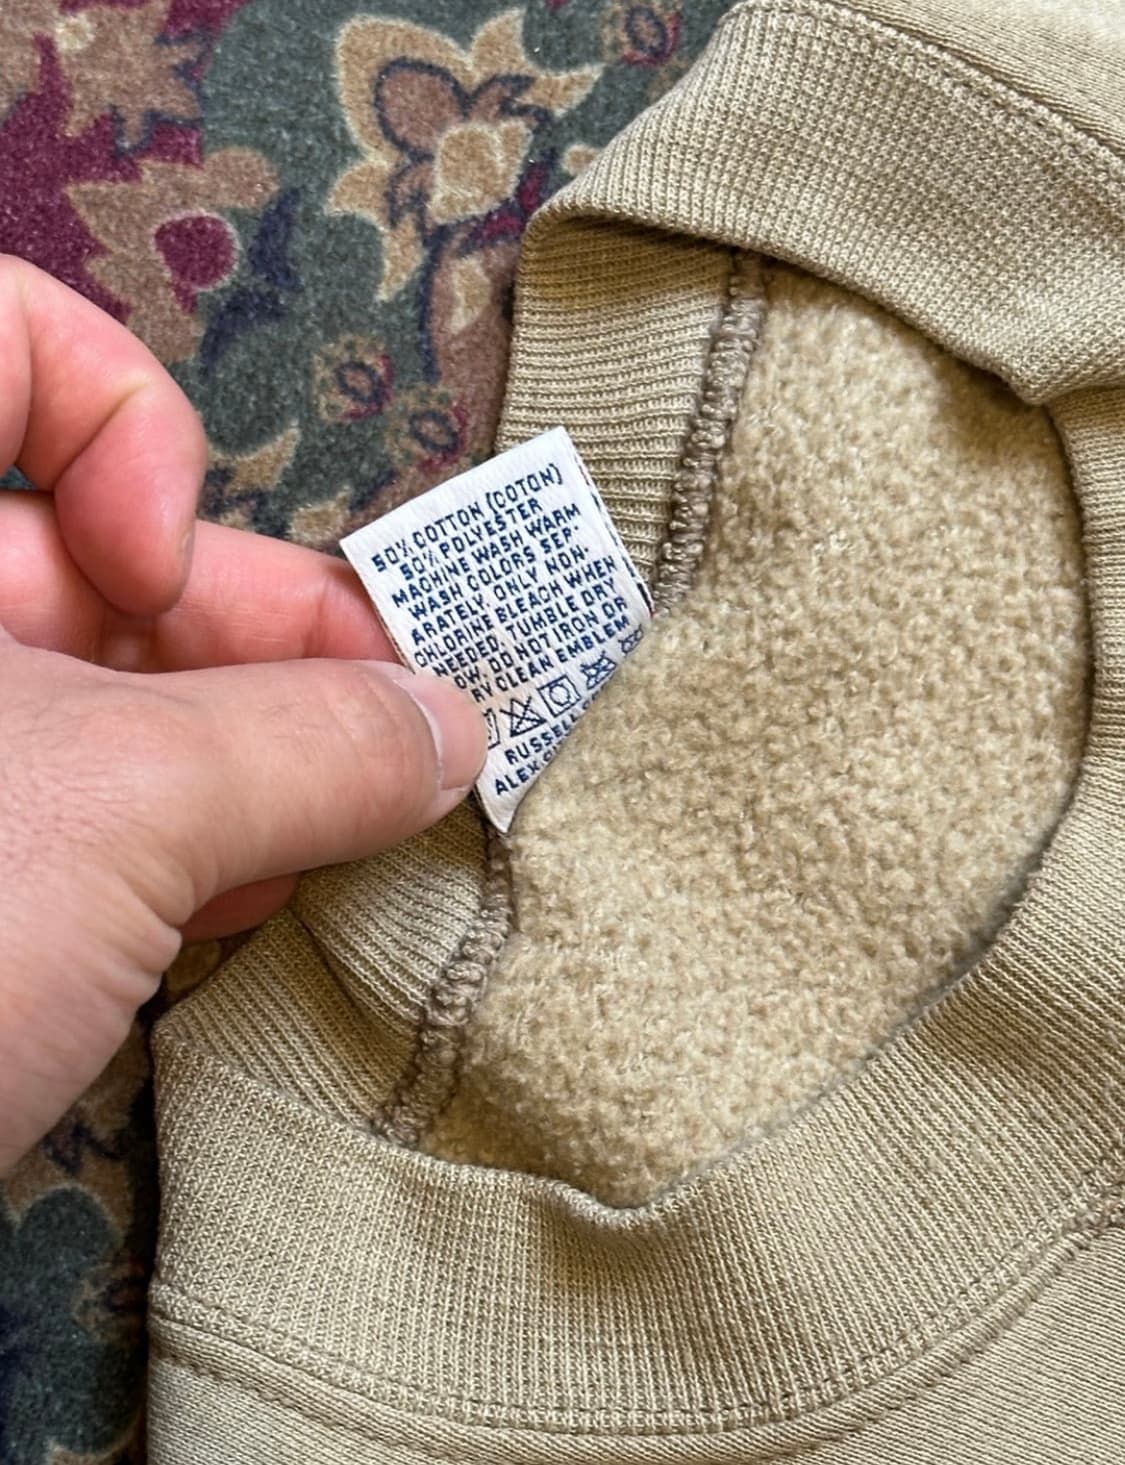 50% COTTON (COTON)
50% POLYESTER
MACHINE WASH WARM
WASH COLORS SEP-
ARATELY. ONLY NON-
CHLORINE BLEACH WHEN
NEEDED. TUMBLE DRY
DO NOT IRON OR
CLEAN EMBLEM
RUSSELL